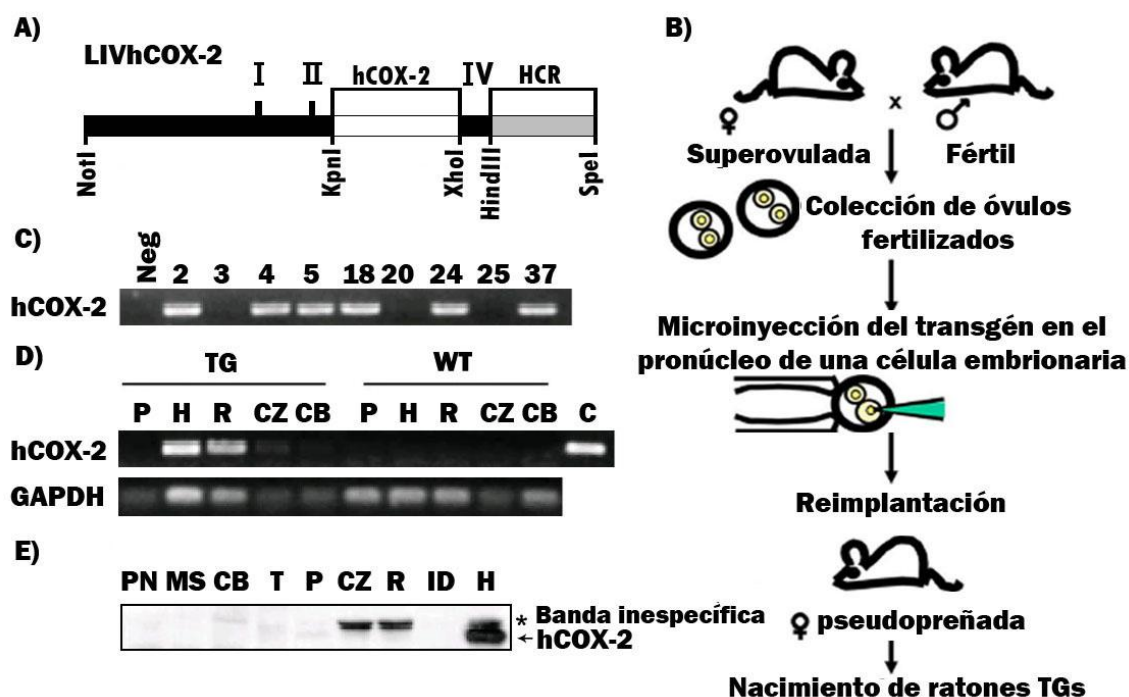 A)
LIVhCOX-2
I II hCOX-2 IV HCR
NotI KpnI XhoI HindIII SpeI
C)
Neg 2 3 4 5 18 20 24 25 37
hCOX-2
D)
TG WT
P H R CZ CB P H R CZ CB C
hCOX-2
GAPDH
E)
PN MS CB T P CZ R ID H
* Banda inespecífica
←hCOX-2
B)
♀ x ♂
Superovulada Fértil
Colección de óvulos
fertilizados
Microinyección del transgén en el
pronúcleo de una célula embrionaria
Reimplantación
♀ pseudopreñada
Nacimiento de ratones TGs